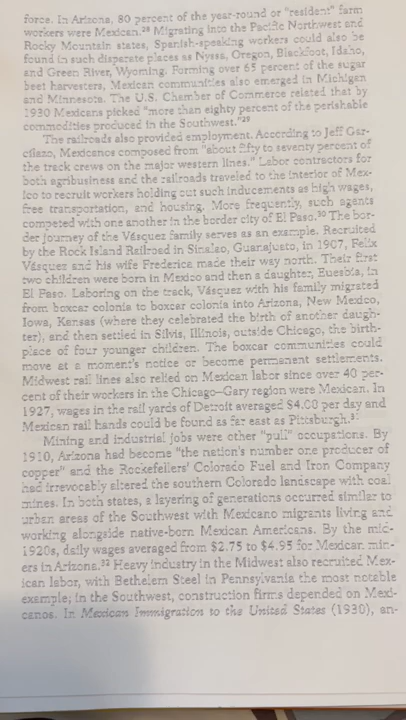 force. In Arizona, 80 percent of the year-round or "resident" farm
workers were Mexican.28 Migrating into the Pacific Northwest and
Rocky Mountain states, Spanish-speaking workers could also be
found in such disparate places as Nyssa, Oregon, Blackfoot, Idaho,
and Green River, Wyoming. Forming over 65 percent of the sugar
beet harvesters, Mexican communities also emerged in Michigan
and Minnesota. The U.S. Chamber of Commerce related that by
1930 Mexicans picked "more than eighty percent of the perishable
commodities produced in the Southwest."29
The railroads also provided employment. According to Jeff Gar-
cilazo, Mexicanos composed from "about fifty to seventy percent of
the track crews on the major western lines." Labor contractors for
both agribusiness and the railroads traveled to the interior of Mex-
ico to recruit workers holding out such inducements as high wages,
free transportation, and housing. More frequently, such agents
competed with one another in the border city of El Paso.30 The bor-
der journey of the Vásquez family serves as an example. Recruited
by the Rock Island Railroad in Sinaloa, Guanajuato, in 1907, Felix
Vásquez and his wife Frederica made their way north. Their first
two children were born in Mexico and then a daughter, Eusebia, in
El Paso. Laboring on the track, Vásquez with his family migrated
from boxcar colonia to boxcar colonia into Arizona, New Mexico,
Iowa, Kansas (where they celebrated the birth of another daugh-
ter), and then settled in Silvis, Illinois, outside Chicago, the birth-
place of four younger children. The boxcar communities could
move at a moment's notice or become permanent settlements.
Midwest rail lines also relied on Mexican labor since over 40 per-
cent of their workers in the Chicago–Gary region were Mexican. In
1927, wages in the rail yards of Detroit averaged $4.00 per day and
Mexican rail hands could be found as far east as Pittsburgh.31
Mining and industrial jobs were other "pull" occupations. By
1910, Arizona had become "the nation's number one producer of
copper" and the Rockefellers' Colorado Fuel and Iron Company
had irrevocably altered the southern Colorado landscape with coal
mines. In both states, a layering of generations occurred similar to
urban areas of the Southwest with Mexicano migrants living and
working alongside native-born Mexican Americans. By the mid-
1920s, daily wages averaged from $2.75 to $4.95 for Mexican min-
ers in Arizona.32 Heavy industry in the Midwest also recruited Mex-
ican labor, with Bethelem Steel in Pennsylvania the most notable
example; in the Southwest, construction firms depended on Mexi-
canos. In Mexican Immigration to the United States (1930), an-